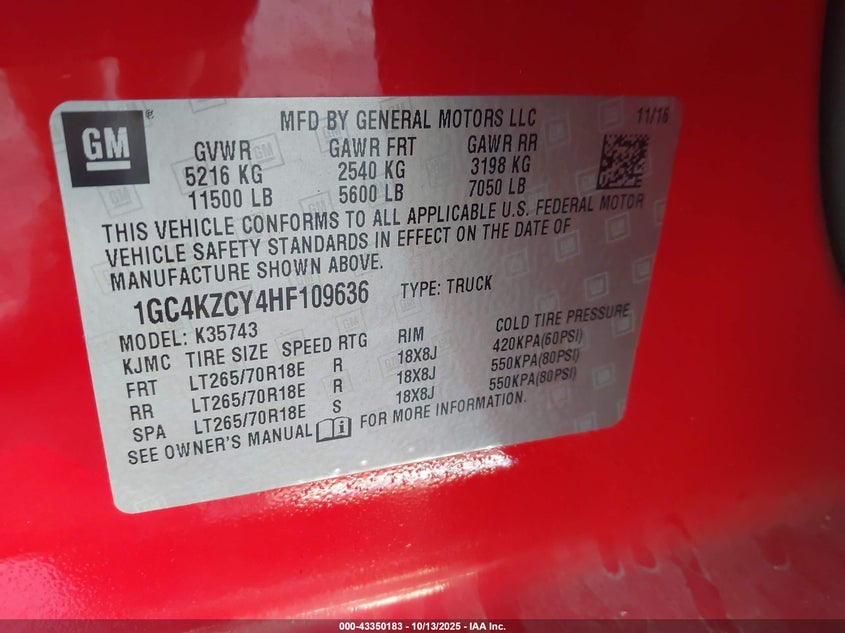 GM
®
MFD BY GENERAL MOTORS LLC 11/16
GVWR GAWR FRT GAWR RR
5216 KG 2540 KG 3198 KG
11500 LB 5600 LB 7050 LB
THIS VEHICLE CONFORMS TO ALL APPLICABLE U.S. FEDERAL MOTOR
VEHICLE SAFETY STANDARDS IN EFFECT ON THE DATE OF
MANUFACTURE SHOWN ABOVE.
1GC4KZCY4HF109636 TYPE: TRUCK
MODEL: K35743
KJMC TIRE SIZE SPEED RTG RIM COLD TIRE PRESSURE
FRT LT265/70R18E R 18X8J 420KPA(60PSI)
RR LT265/70R18E R 18X8J 550KPA(80PSI)
SPA LT265/70R18E S 18X8J 550KPA(80PSI)
SEE OWNER'S MANUAL i FOR MORE INFORMATION.
000-43350183 - 10/13/2025 - IAA Inc.